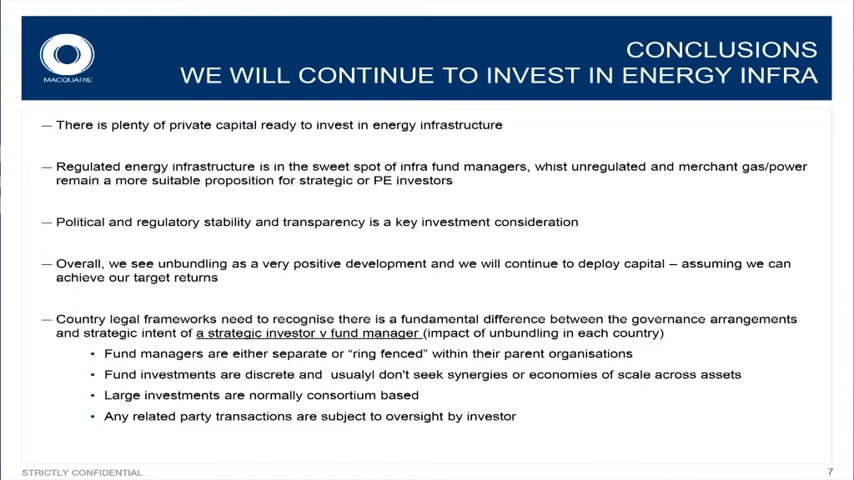 MACQUARIE
CONCLUSIONS
WE WILL CONTINUE TO INVEST IN ENERGY INFRA
— There is plenty of private capital ready to invest in energy infrastructure
— Regulated energy infrastructure is in the sweet spot of infra fund managers, whist unregulated and merchant gas/power
remain a more suitable proposition for strategic or PE investors
— Political and regulatory stability and transparency is a key investment consideration
— Overall, we see unbundling as a very positive development and we will continue to deploy capital – assuming we can
achieve our target returns
— Country legal frameworks need to recognise there is a fundamental difference between the governance arrangements
and strategic intent of a strategic investor v fund manager (impact of unbundling in each country)
• Fund managers are either separate or “ring fenced” within their parent organisations
• Fund investments are discrete and usualyl don't seek synergies or economies of scale across assets
• Large investments are normally consortium based
• Any related party transactions are subject to oversight by investor
STRICTLY CONFIDENTIAL
7